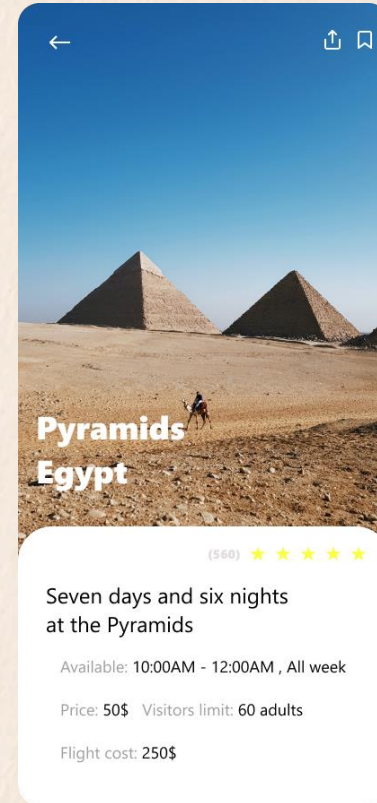 Pyramids
Egypt
(560)
Seven days and six nights
at the Pyramids
Available: 10:00AM - 12:00AM , All week
Price: 50$ Visitors limit: 60 adults
Flight cost: 250$